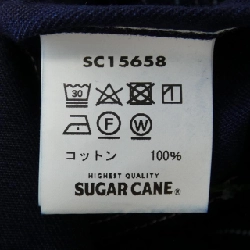 SC15658
30
F W
コットン 100%
HIGHEST QUALITY
SUGAR CANE®